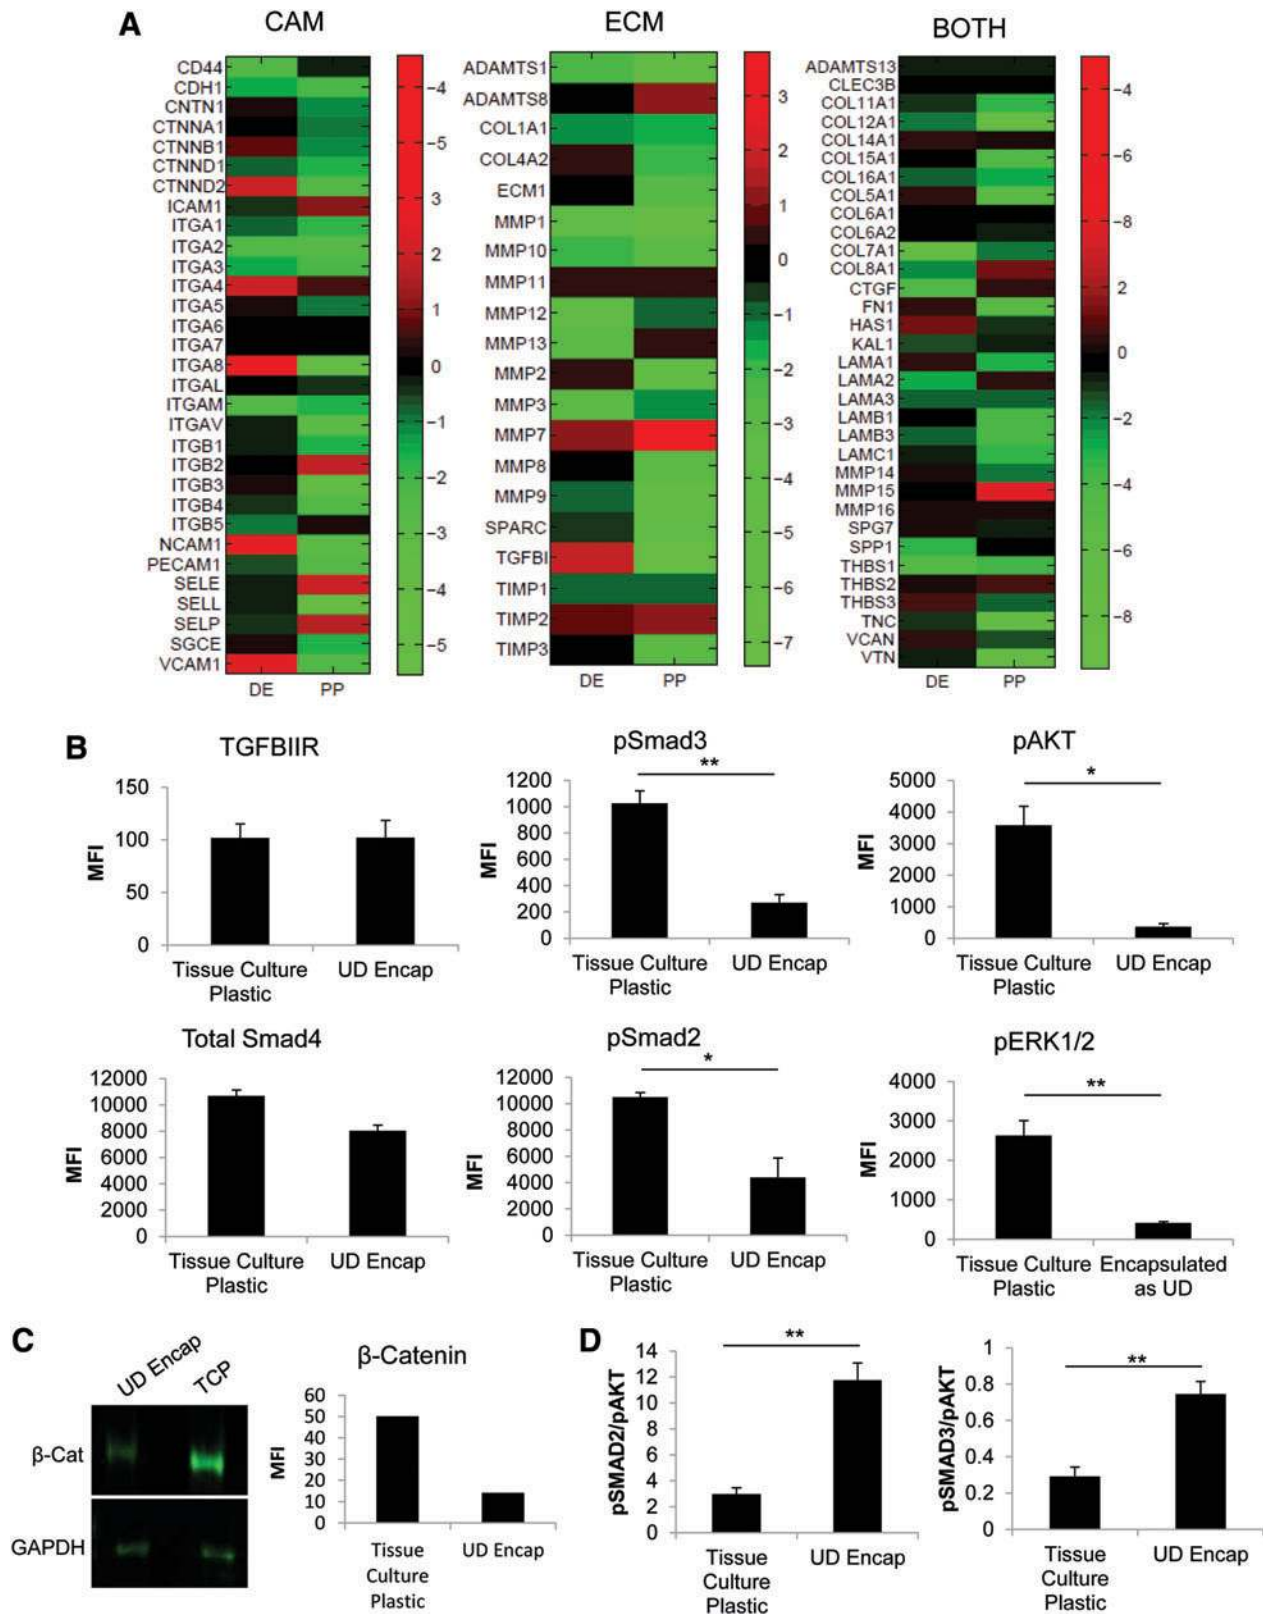 A
CAM
CD44
CDH1
CNTN1
CTNNA1
CTNNB1
CTNND1
CTNND2
ICAM1
ITGA1
ITGA2
ITGA3
ITGA4
ITGA5
ITGA6
ITGA7
ITGA8
ITGAL
ITGAM
ITGAV
ITGB1
ITGB2
ITGB3
ITGB4
ITGB5
NCAM1
PECAM1
SELE
SELL
SELP
SGCE
VCAM1
DE PP
-4
-5
3
2
1
0
-1
-2
-3
-4
-5
ECM
ADAMTS1
ADAMTS8
COL1A1
COL4A2
ECM1
MMP1
MMP10
MMP11
MMP12
MMP13
MMP2
MMP3
MMP7
MMP8
MMP9
SPARC
TGFBI
TIMP1
TIMP2
TIMP3
DE PP
3
2
1
0
-1
-2
-3
-4
-5
-6
-7
BOTH
ADAMTS13
CLEC3B
COL11A1
COL12A1
COL14A1
COL15A1
COL16A1
COL5A1
COL6A1
COL6A2
COL7A1
COL8A1
CTGF
FN1
HAS1
KAL1
LAMA1
LAMA2
LAMA3
LAMB1
LAMB3
LAMC1
MMP14
MMP15
MMP16
SPG7
SPP1
THBS1
THBS2
THBS3
TNC
VCAN
VTN
DE PP
-4
-6
-8
2
0
-2
-4
-6
-8
B
TGFBIIR
MFI
150
100
50
0
Tissue Culture
Plastic
UD Encap
pSmad3
**
MFI
1200
1000
800
600
400
200
0
Tissue Culture
Plastic
UD Encap
pAKT
*
MFI
5000
4000
3000
2000
1000
0
Tissue Culture
Plastic
UD Encap
Total Smad4
MFI
12000
10000
8000
6000
4000
2000
0
Tissue Culture
Plastic
UD Encap
pSmad2
*
MFI
12000
10000
8000
6000
4000
2000
0
Tissue Culture
Plastic
UD Encap
pERK1/2
**
MFI
4000
3000
2000
1000
0
Tissue Culture
Plastic
Encapsulated
as UD
C
UD Encap
TCP
β-Cat
GAPDH
β-Catenin
MFI
60
50
40
30
20
10
0
Tissue
Culture
Plastic
UD Encap
D
**
pSMAD2/pAKT
14
12
10
8
6
4
2
0
Tissue
Culture
Plastic
UD Encap
**
pSMAD3/pAKT
1
0.8
0.6
0.4
0.2
0
Tissue
Culture
Plastic
UD Encap